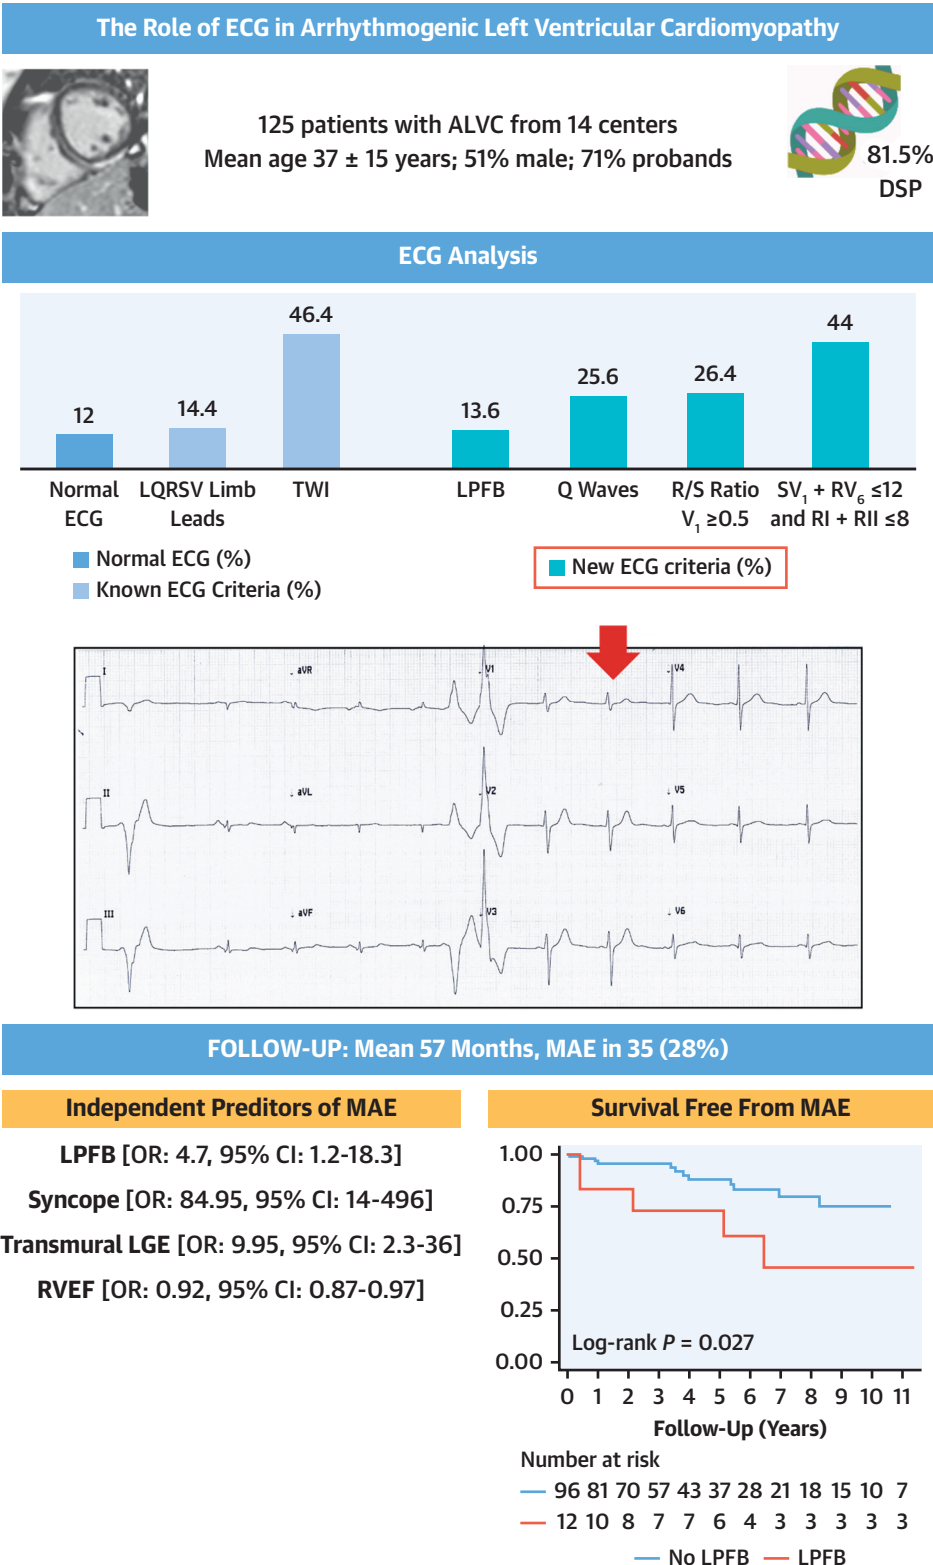 The Role of ECG in Arrhythmogenic Left Ventricular Cardiomyopathy
125 patients with ALVC from 14 centers
Mean age 37 ± 15 years; 51% male; 71% probands
81.5%
DSP
ECG Analysis
12
14.4
46.4
13.6
25.6
26.4
44
Normal
ECG
LQRSV Limb
Leads
TWI
LPFB
Q Waves
R/S Ratio
V1 ≥0.5
SV1 + RV6 ≤12
and RI + RII ≤8
Normal ECG (%)
Known ECG Criteria (%)
New ECG criteria (%)
I
aVR
V1
V4
II
aVL
V2
V5
III
aVF
V3
V6
FOLLOW-UP: Mean 57 Months, MAE in 35 (28%)
Independent Preditors of MAE
LPFB [OR: 4.7, 95% CI: 1.2-18.3]
Syncope [OR: 84.95, 95% CI: 14-496]
Transmural LGE [OR: 9.95, 95% CI: 2.3-36]
RVEF [OR: 0.92, 95% CI: 0.87-0.97]
Survival Free From MAE
1.00
0.75
0.50
0.25
0.00
Log-rank P = 0.027
0 1 2 3 4 5 6 7 8 9 10 11
Follow-Up (Years)
Number at risk
96 81 70 57 43 37 28 21 18 15 10 7
12 10 8 7 7 6 4 3 3 3 3 3
No LPFB LPFB